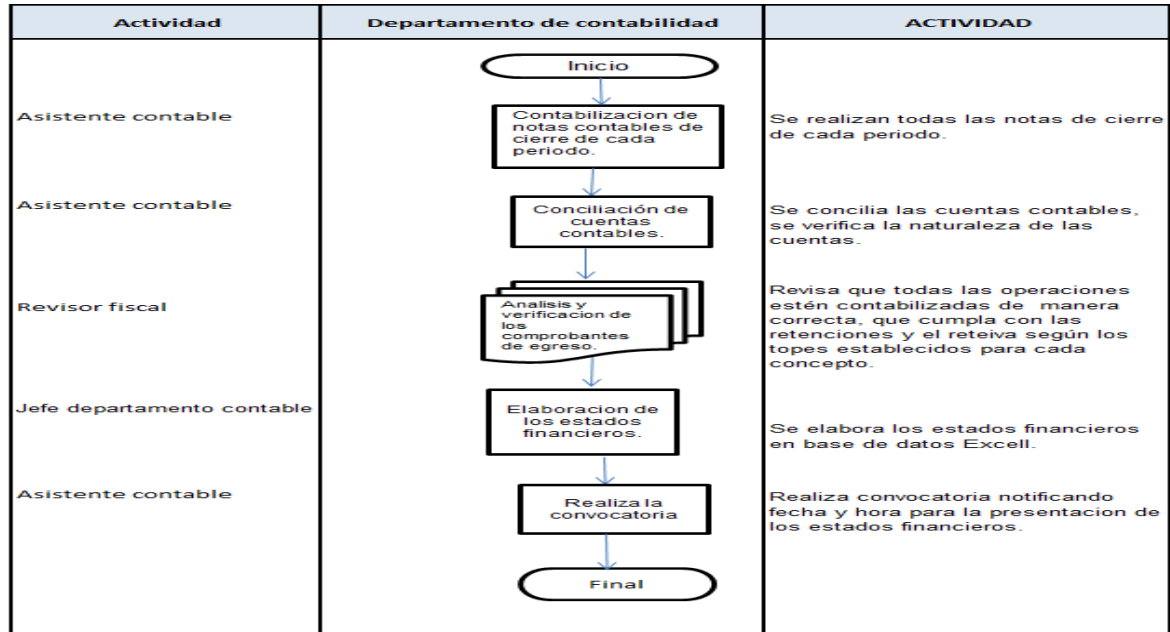 Actividad
Departamento de contabilidad
ACTIVIDAD
Inicio
Asistente contable
Contabilizacion de
notas contables de
cierre de cada
periodo.
Se realizan todas las notas de cierre
de cada periodo.
Asistente contable
Conciliación de
cuentas
contables.
Se concilia las cuentas contables,
se verifica la naturaleza de las
cuentas.
Revisor fiscal
Analisis y
verificacion de
los
comprobantes
de egreso.
Revisa que todas las operaciones
estén contabilizadas de manera
correcta, que cumpla con las
retenciones y el reteiva según los
topes establecidos para cada
concepto.
Jefe departamento contable
Elaboracion de
los estados
financieros.
Se elabora los estados financieros
en base de datos Excell.
Asistente contable
Realiza la
convocatoria
Realiza convocatoria notificando
fecha y hora para la presentacion de
los estados financieros.
Final